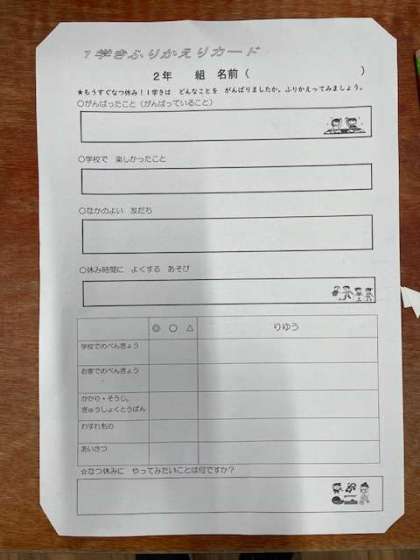 1学きふりかえりカード
2年　組　名前（　　　　　　）
★もうすぐなつ休み！1学きは　どんなことを　がんばりましたか。ふりかえってみましょう。
○がんばったこと（がんばっていること）
○学校で　楽しかったこと
○なかのよい　友だち
○休み時間に　よくする　あそび
◎　○　△　りゆう
学校でのべんきょう
お家でのべんきょう
かかり・そうじ、
きゅうしょくとうばん
わすれもの
あいさつ
☆なつ休みに　やってみたいことは何ですか？